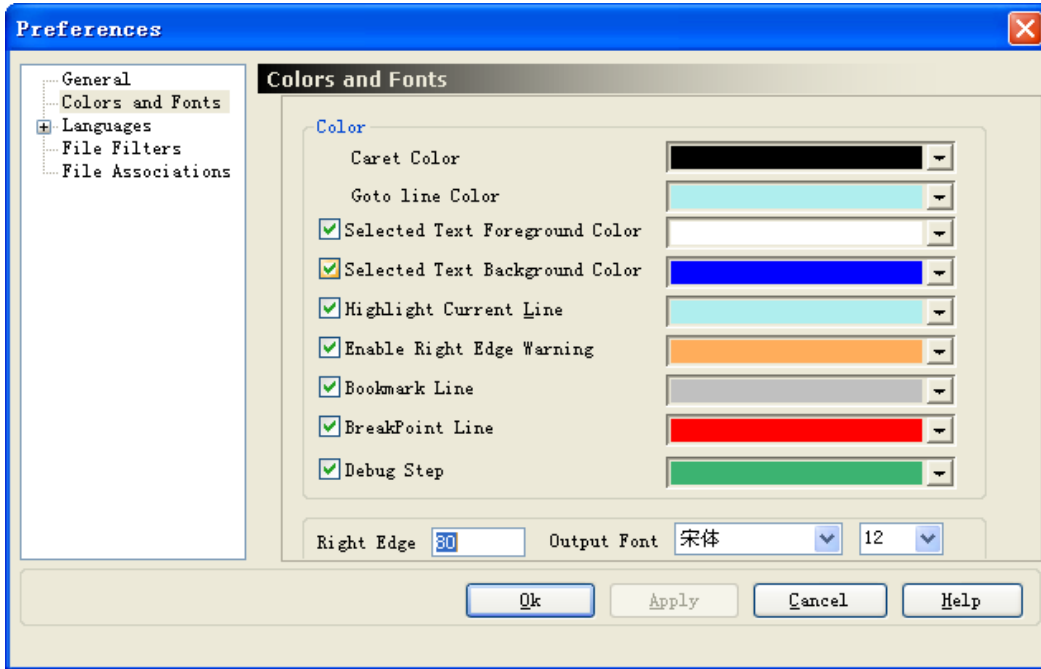 Preferences
General
Colors and Fonts
Languages
File Filters
File Associations
Colors and Fonts
Color
Caret Color
Goto line Color
Selected Text Foreground Color
Selected Text Background Color
Highlight Current Line
Enable Right Edge Warning
Bookmark Line
BreakPoint Line
Debug Step
Right Edge 80 Output Font 宋体 12
Ok Apply Cancel Help